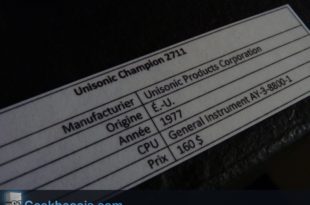 Unisonic Champion 2711
Manufacturier Unisonic Products Corporation
Origine É.-U.
Année 1977
CPU General Instrument AY-3-8800-1
Prix 160 $